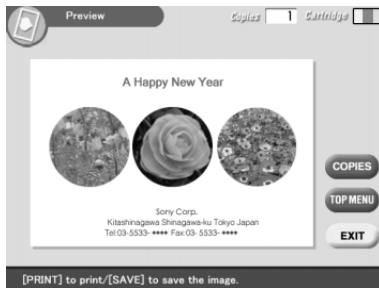 Preview
Copies 1 Cartridge
A Happy New Year
Sony Corp.
Kitashinagawa Shinagawa-ku Tokyo Japan
Tel:03-5533-**** Fax:03-5533-****
COPIES
TOP MENU
EXIT
[PRINT] to print/[SAVE] to save the image.